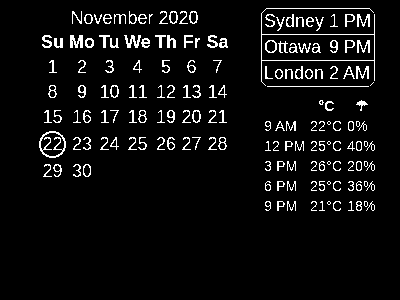 November 2020
Su Mo Tu We Th Fr Sa
1 2 3 4 5 6 7
8 9 10 11 12 13 14
15 16 17 18 19 20 21
22 23 24 25 26 27 28
29 30
Sydney 1 PM
Ottawa 9 PM
London 2 AM
°C
9 AM 22°C 0%
12 PM 25°C 40%
3 PM 26°C 20%
6 PM 25°C 36%
9 PM 21°C 18%